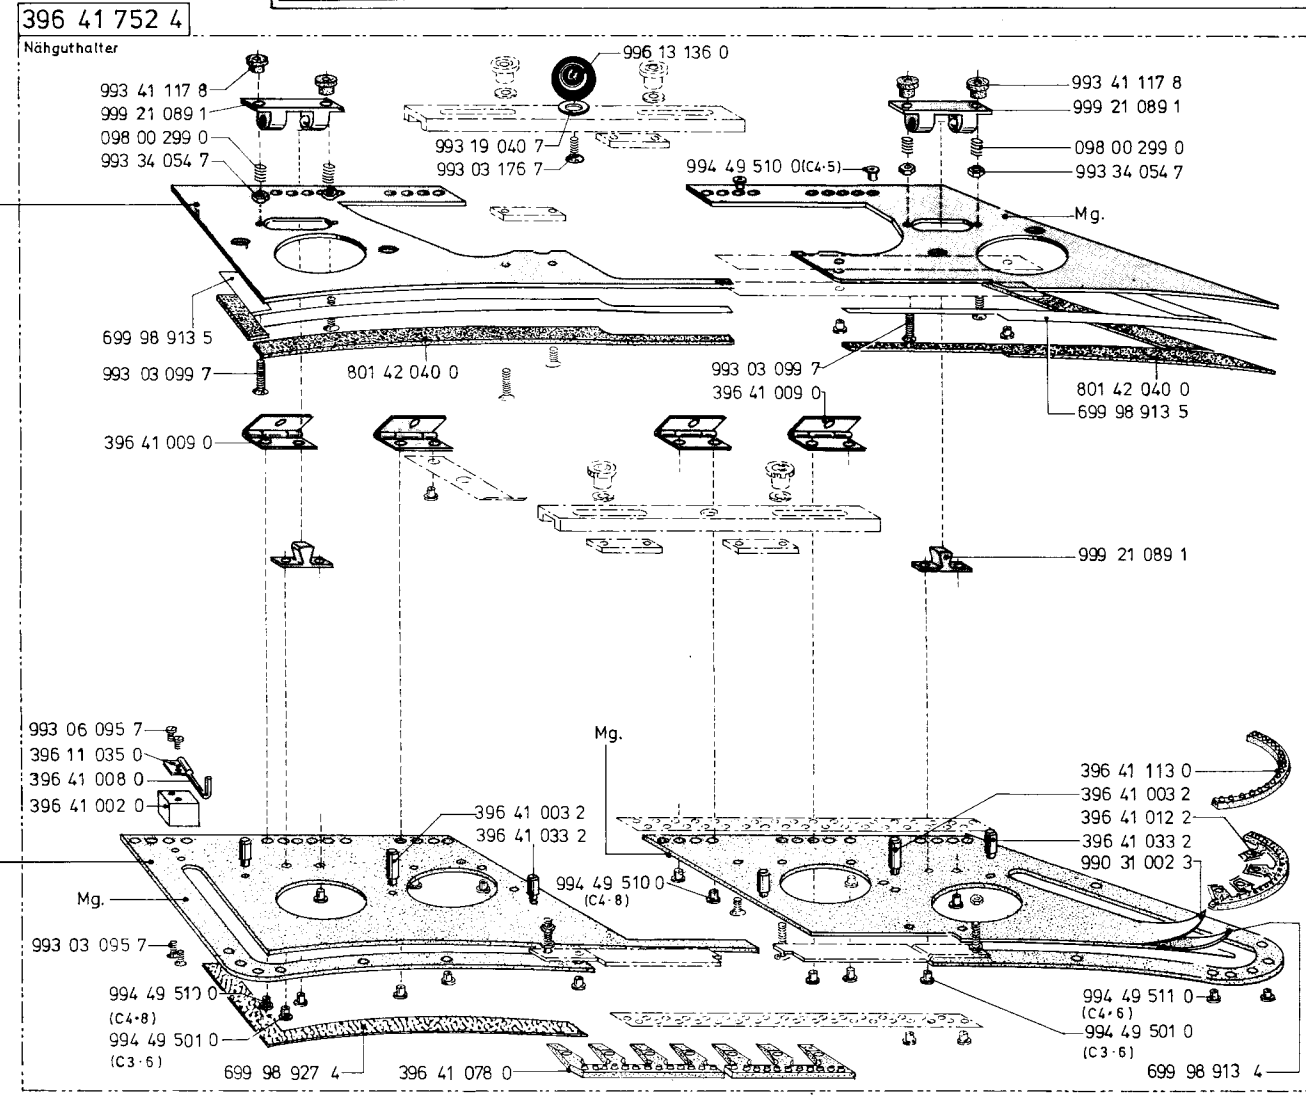 396 41 752 4
Nähguthalter
996 13 136 0
993 41 117 8
999 21 089 1
098 00 299 0
993 34 054 7
993 19 040 7
993 03 176 7
994 49 510 0 (C4·5)
993 41 117 8
999 21 089 1
098 00 299 0
993 34 054 7
Mg.
699 98 913 5
993 03 099 7
801 42 040 0
993 03 099 7
396 41 009 0
801 42 040 0
699 98 913 5
396 41 009 0
999 21 089 1
993 06 095 7
396 11 035 0
396 41 008 0
396 41 002 0
Mg.
396 41 003 2
396 41 033 2
396 41 113 0
396 41 003 2
396 41 012 2
396 41 033 2
990 31 002 3
994 49 510 0
(C4·8)
Mg.
993 03 095 7
994 49 510 0
(C4·8)
994 49 501 0
(C3·6)
699 98 927 4
396 41 078 0
994 49 511 0
(C4·6)
994 49 501 0
(C3·6)
699 98 913 4